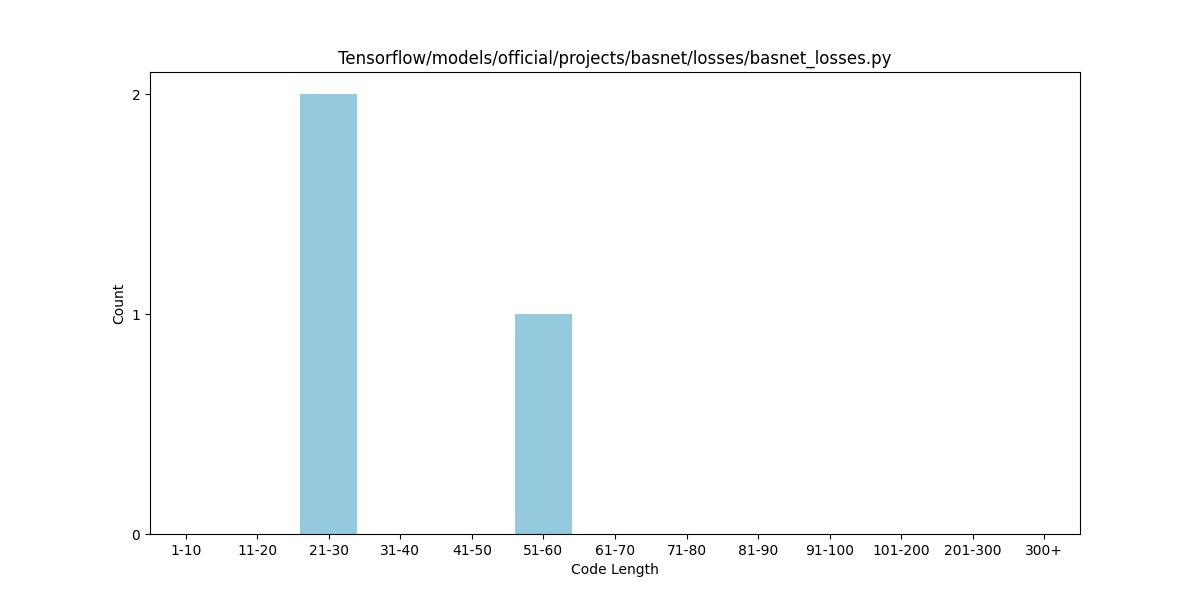 Tensorflow/models/official/projects/basnet/losses/basnet_losses.py
2
1
0
Count
1-10 11-20 21-30 31-40 41-50 51-60 61-70 71-80 81-90 91-100 101-200 201-300 300+
Code Length